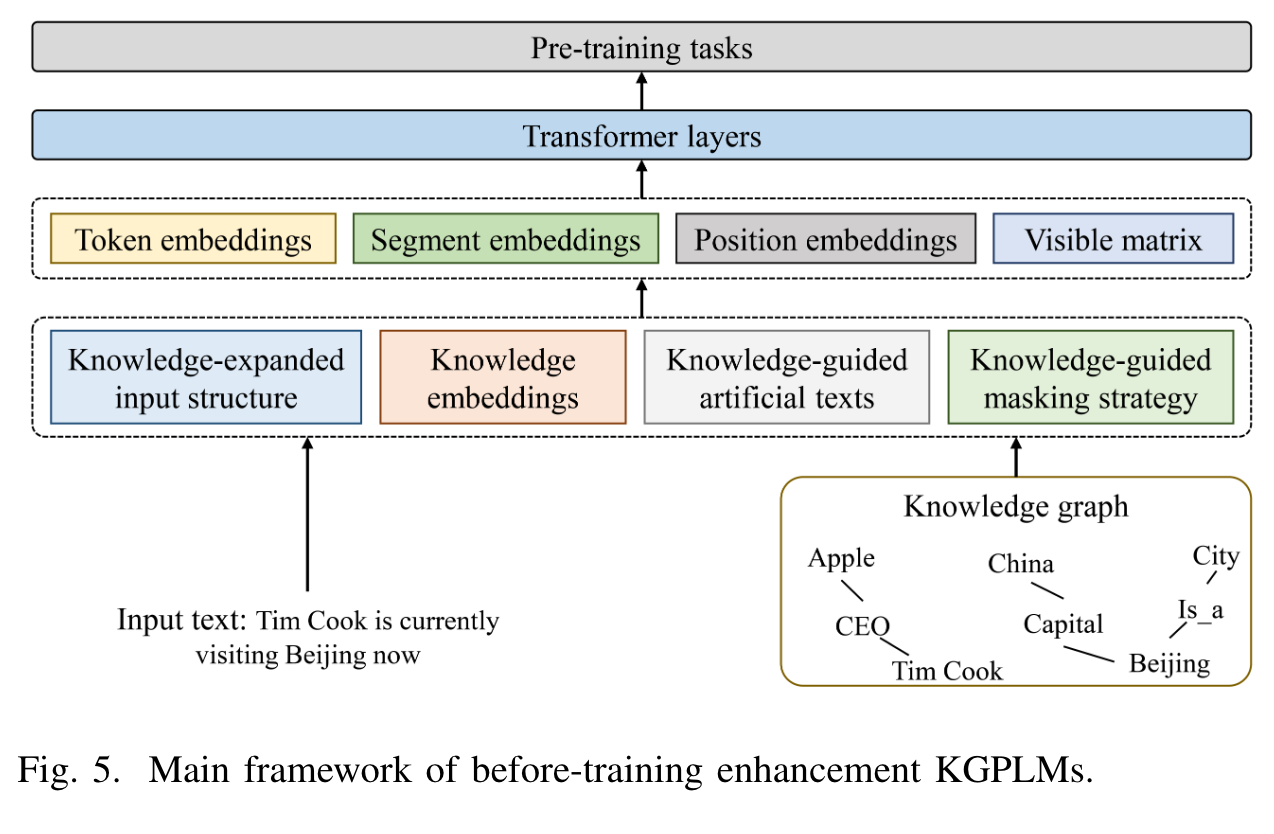 Pre-training tasks
Transformer layers
Token embeddings
Segment embeddings
Position embeddings
Visible matrix
Knowledge-expanded
input structure
Knowledge
embeddings
Knowledge-guided
artificial texts
Knowledge-guided
masking strategy
Input text: Tim Cook is currently
visiting Beijing now
Knowledge graph
Apple
CEO
Tim Cook
China
Capital
Beijing
Is_a
City
Fig. 5. Main framework of before-training enhancement KGPLMs.